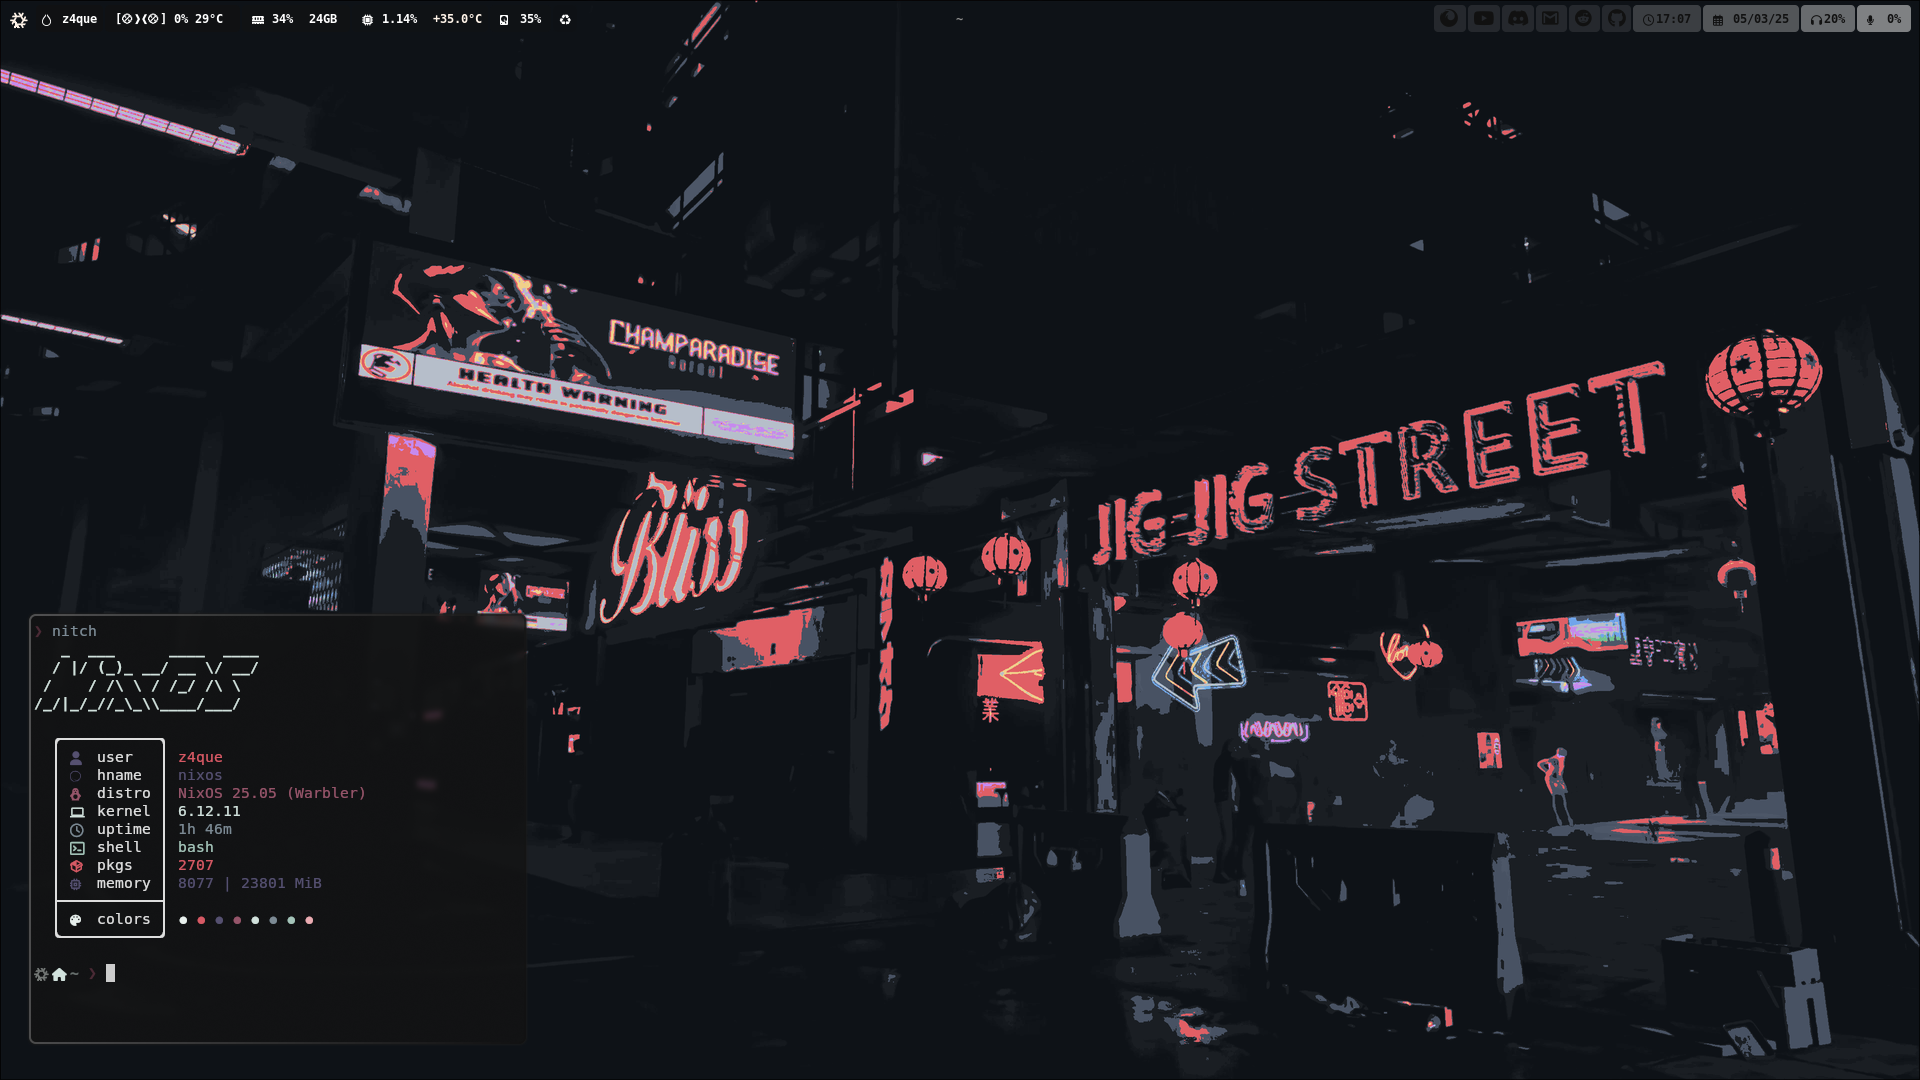 z4que
0% 29°C
34% 24GB
1.14% +35.0°C
35%
~
17:07
05/03/25
20%
0%
CHAMPARADISE
HEALTH WARNING
Bliss
JIG-JIG STREET
❯ nitch
user z4que
hname nixos
distro NixOS 25.05 (Warbler)
kernel 6.12.11
uptime 1h 46m
shell bash
pkgs 2707
memory 8077 | 23801 MiB
colors
~ ❯